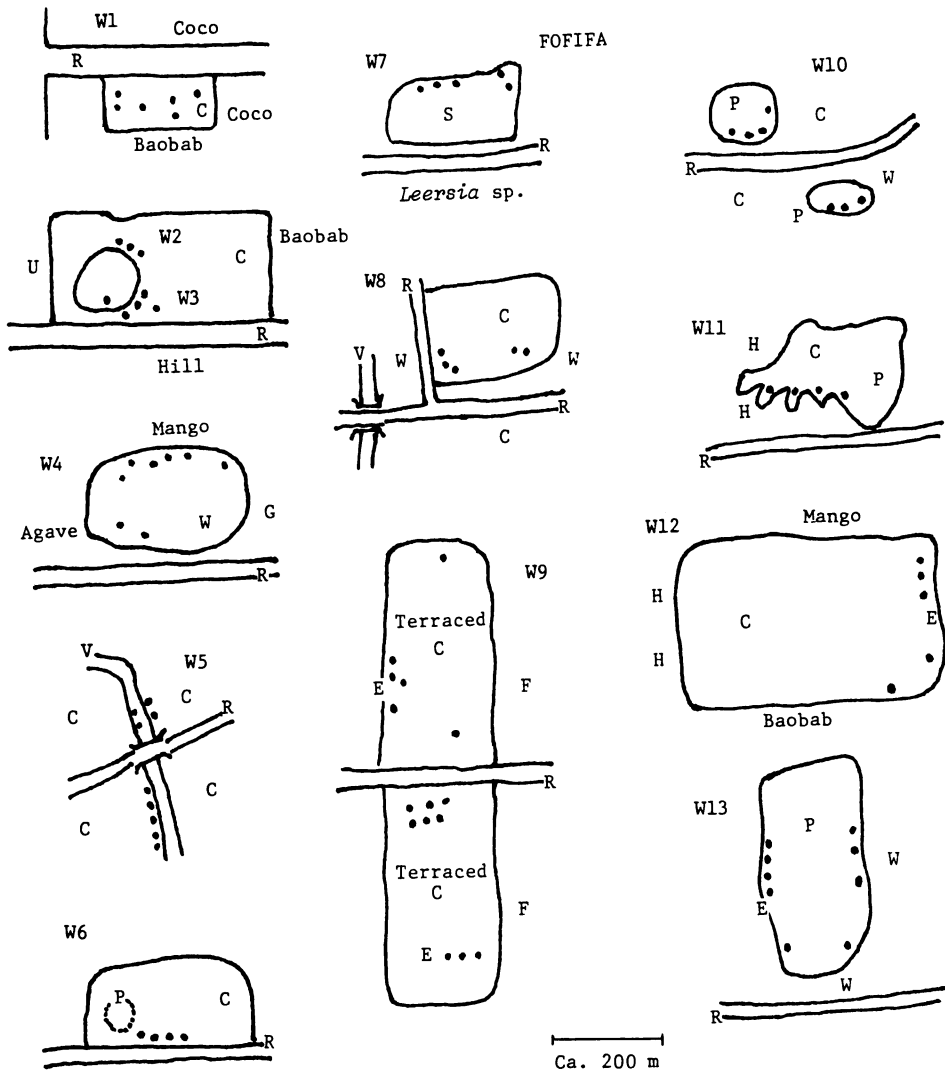 W1
Coco
R
C
Coco
Baobab
W2
Baobab
U
C
W3
R
Hill
Mango
W4
G
W
Agave
R
V
W5
C
C
R
C
C
W6
P
C
R
FOFIFA
W7
S
R
Leersia sp.
W8
R
C
V
W
W
R
C
W9
Terraced
C
E
F
R
Terraced
C
F
E
Ca. 200 m
W10
P
C
R
W
C
P
W11
H
C
P
H
R
Mango
W12
H
C
E
H
Baobab
W13
P
W
E
W
R